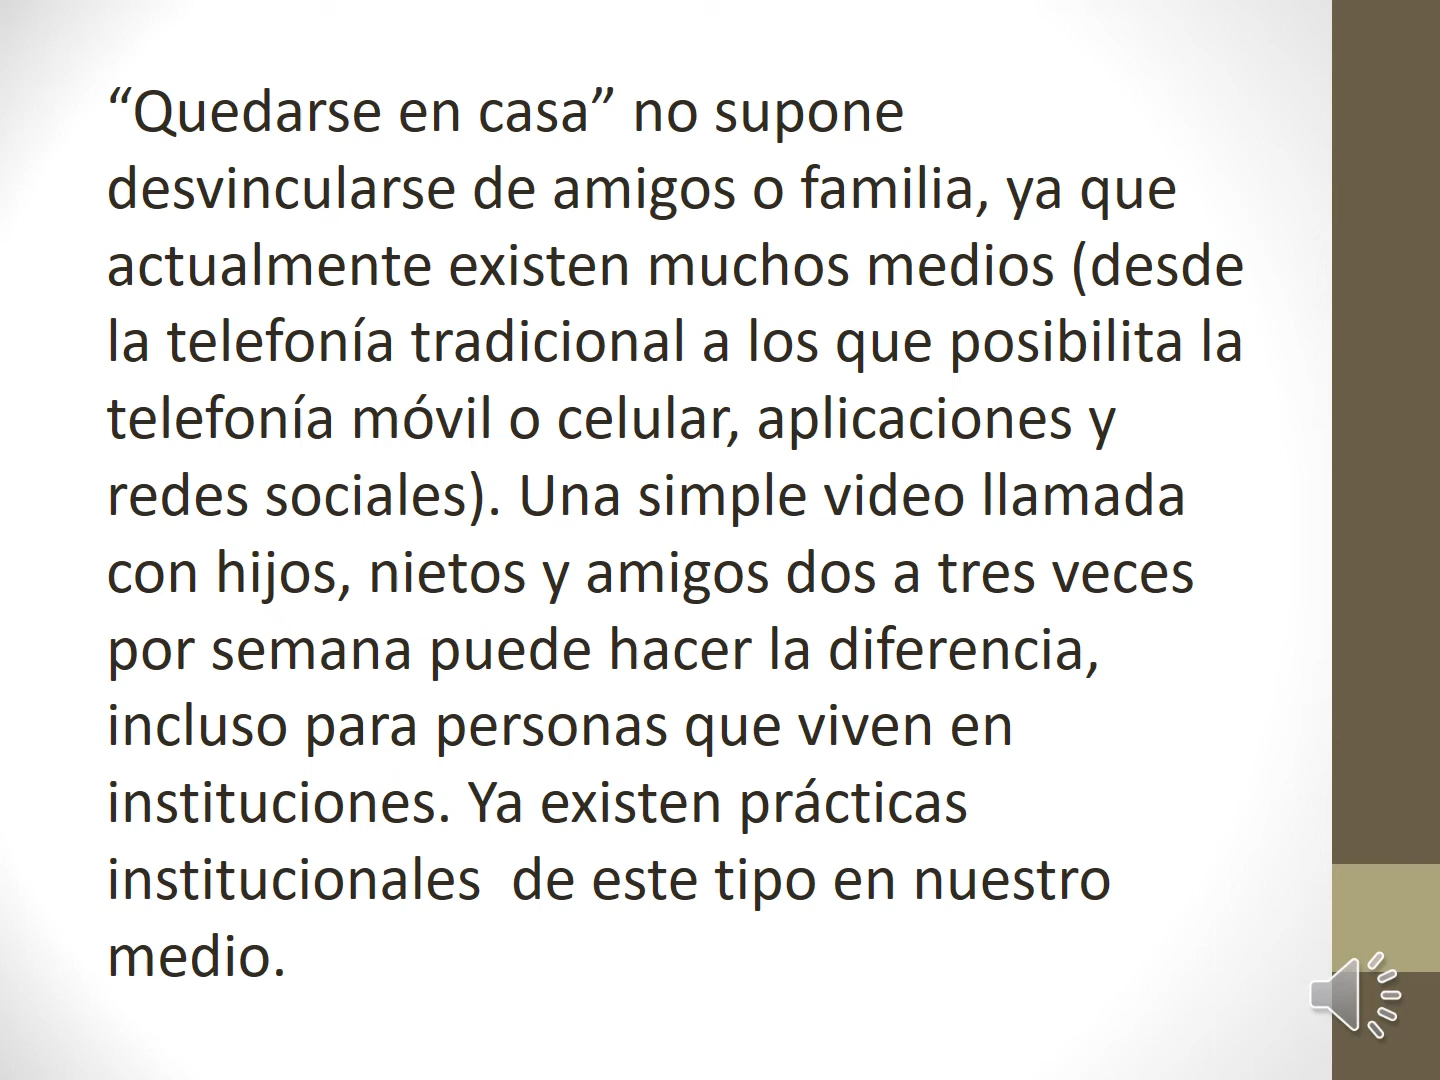 “Quedarse en casa” no supone
desvincularse de amigos o familia, ya que
actualmente existen muchos medios (desde
la telefonía tradicional a los que posibilita la
telefonía móvil o celular, aplicaciones y
redes sociales). Una simple video llamada
con hijos, nietos y amigos dos a tres veces
por semana puede hacer la diferencia,
incluso para personas que viven en
instituciones. Ya existen prácticas
institucionales  de este tipo en nuestro
medio.